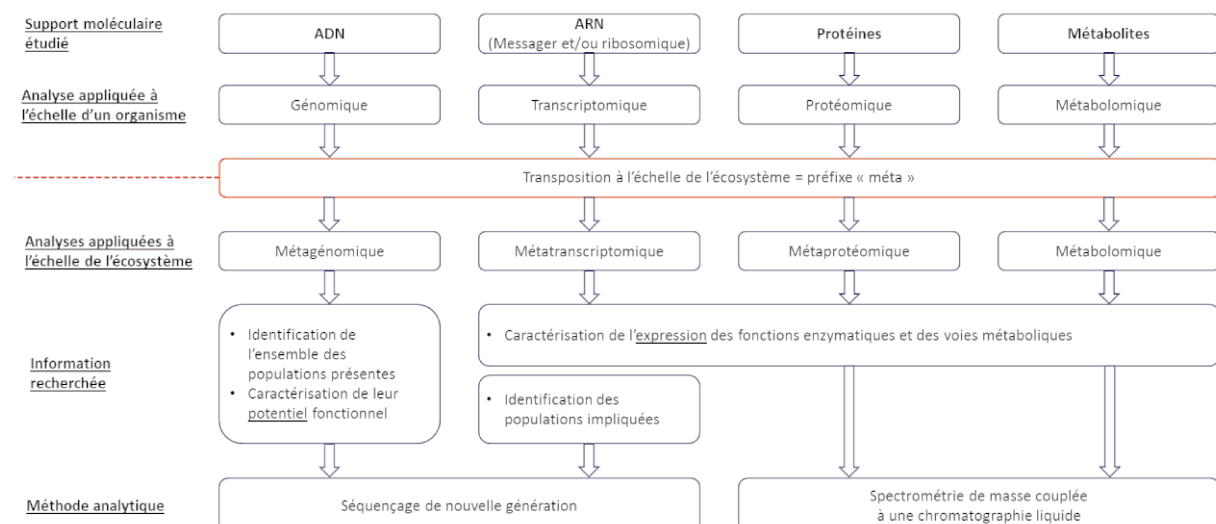 Support moléculaire
étudié
ADN
ARN
(Messager et/ou ribosomique)
Protéines
Métabolites
Analyse appliquée à
l’échelle d’un organisme
Génomique
Transcriptomique
Protéomique
Métabolomique
Transposition à l’échelle de l’écosystème = préfixe « méta »
Analyses appliquées à
l’échelle de l’écosystème
Métagénomique
Métatranscriptomique
Métaprotéomique
Métabolomique
Information
recherchée
• Identification de
l’ensemble des
populations présentes
• Caractérisation de leur
potentiel fonctionnel
• Caractérisation de l’expression des fonctions enzymatiques et des voies métaboliques
• Identification des
populations impliquées
Méthode analytique
Séquençage de nouvelle génération
Spectrométrie de masse couplée
à une chromatographie liquide